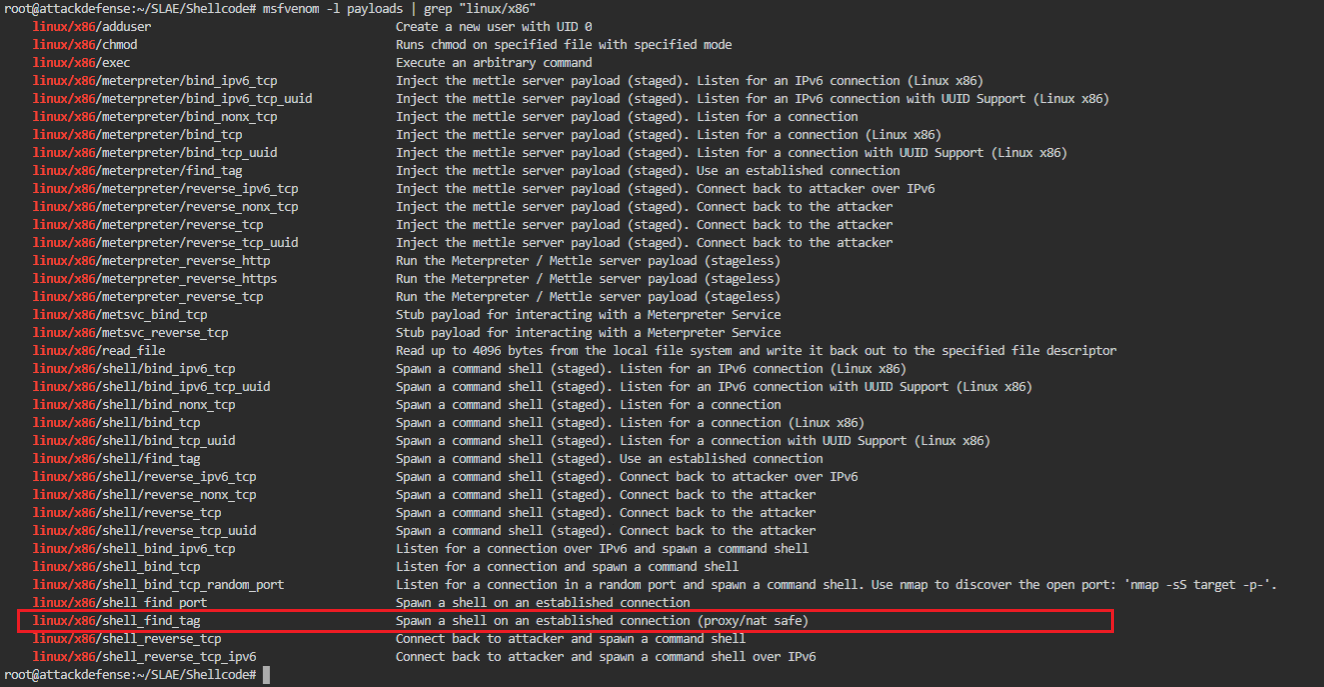 root@attackdefense:~/SLAE/Shellcode# msfvenom -l payloads | grep "linux/x86"
linux/x86/adduser Create a new user with UID 0
linux/x86/chmod Runs chmod on specified file with specified mode
linux/x86/exec Execute an arbitrary command
linux/x86/meterpreter/bind_ipv6_tcp Inject the mettle server payload (staged). Listen for an IPv6 connection (Linux x86)
linux/x86/meterpreter/bind_ipv6_tcp_uuid Inject the mettle server payload (staged). Listen for an IPv6 connection with UUID Support (Linux x86)
linux/x86/meterpreter/bind_nonx_tcp Inject the mettle server payload (staged). Listen for a connection
linux/x86/meterpreter/bind_tcp Inject the mettle server payload (staged). Listen for a connection (Linux x86)
linux/x86/meterpreter/bind_tcp_uuid Inject the mettle server payload (staged). Listen for a connection with UUID Support (Linux x86)
linux/x86/meterpreter/find_tag Inject the mettle server payload (staged). Use an established connection
linux/x86/meterpreter/reverse_ipv6_tcp Inject the mettle server payload (staged). Connect back to attacker over IPv6
linux/x86/meterpreter/reverse_nonx_tcp Inject the mettle server payload (staged). Connect back to the attacker
linux/x86/meterpreter/reverse_tcp Inject the mettle server payload (staged). Connect back to the attacker
linux/x86/meterpreter/reverse_tcp_uuid Inject the mettle server payload (staged). Connect back to the attacker
linux/x86/meterpreter_reverse_http Run the Meterpreter / Mettle server payload (stageless)
linux/x86/meterpreter_reverse_https Run the Meterpreter / Mettle server payload (stageless)
linux/x86/meterpreter_reverse_tcp Run the Meterpreter / Mettle server payload (stageless)
linux/x86/metsvc_bind_tcp Stub payload for interacting with a Meterpreter Service
linux/x86/metsvc_reverse_tcp Stub payload for interacting with a Meterpreter Service
linux/x86/read_file Read up to 4096 bytes from the local file system and write it back out to the specified file descriptor
linux/x86/shell/bind_ipv6_tcp Spawn a command shell (staged). Listen for an IPv6 connection (Linux x86)
linux/x86/shell/bind_ipv6_tcp_uuid Spawn a command shell (staged). Listen for an IPv6 connection with UUID Support (Linux x86)
linux/x86/shell/bind_nonx_tcp Spawn a command shell (staged). Listen for a connection
linux/x86/shell/bind_tcp Spawn a command shell (staged). Listen for a connection (Linux x86)
linux/x86/shell/bind_tcp_uuid Spawn a command shell (staged). Listen for a connection with UUID Support (Linux x86)
linux/x86/shell/find_tag Spawn a command shell (staged). Use an established connection
linux/x86/shell/reverse_ipv6_tcp Spawn a command shell (staged). Connect back to attacker over IPv6
linux/x86/shell/reverse_nonx_tcp Spawn a command shell (staged). Connect back to the attacker
linux/x86/shell/reverse_tcp Spawn a command shell (staged). Connect back to the attacker
linux/x86/shell/reverse_tcp_uuid Spawn a command shell (staged). Connect back to the attacker
linux/x86/shell_bind_ipv6_tcp Listen for a connection over IPv6 and spawn a command shell
linux/x86/shell_bind_tcp Listen for a connection and spawn a command shell
linux/x86/shell_bind_tcp_random_port Listen for a connection in a random port and spawn a command shell. Use nmap to discover the open port: 'nmap -sS target -p-'.
linux/x86/shell_find_port Spawn a shell on an established connection
linux/x86/shell_find_tag Spawn a shell on an established connection (proxy/nat safe)
linux/x86/shell_reverse_tcp Connect back to attacker and spawn a command shell
linux/x86/shell_reverse_tcp_ipv6 Connect back to attacker and spawn a command shell over IPv6
root@attackdefense:~/SLAE/Shellcode#